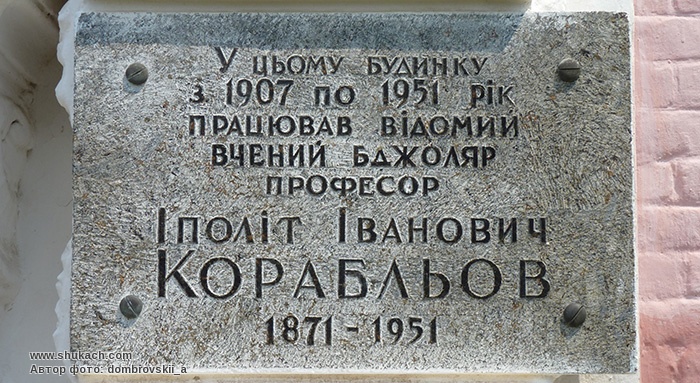 У цьому будинку
з 1907 по 1951 рік
працював відомий
вчений бджоляр
професор
Іполіт Іванович
Корабльов
1871-1951
www.shukach.com
Автор фото: dombrovskii_a